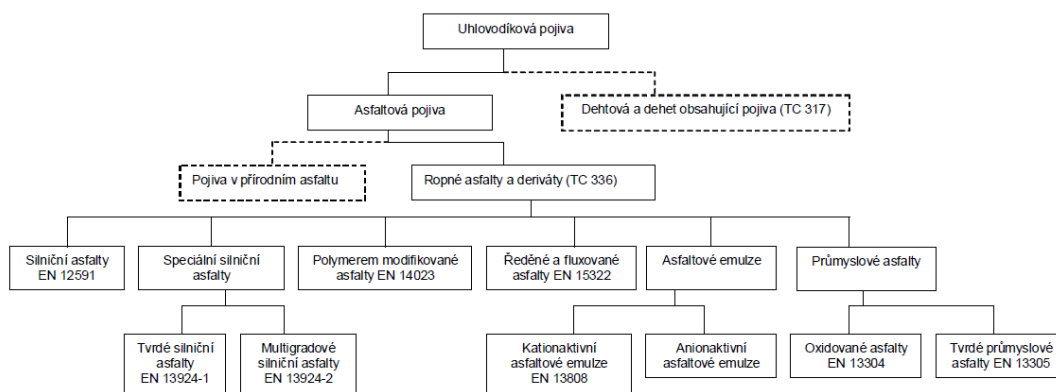 Uhlovodíková pojiva
Asfaltová pojiva
Dehtová a dehet obsahující pojiva (TC 317)
Pojiva v přírodním asfaltu
Ropné asfalty a deriváty (TC 336)
Silniční asfalty
EN 12591
Speciální silniční
asfalty
Polymerem modifikované
asfalty EN 14023
Ředěné a fluxované
asfalty EN 15322
Asfaltové emulze
Průmyslové asfalty
Tvrdé silniční
asfalty
EN 13924-1
Multigradové
silniční asfalty
EN 13924-2
Kationaktivní
asfaltové emulze
EN 13808
Anionaktivní
asfaltové emulze
Oxidované asfalty
EN 13304
Tvrdé průmyslové
asfalty EN 13305